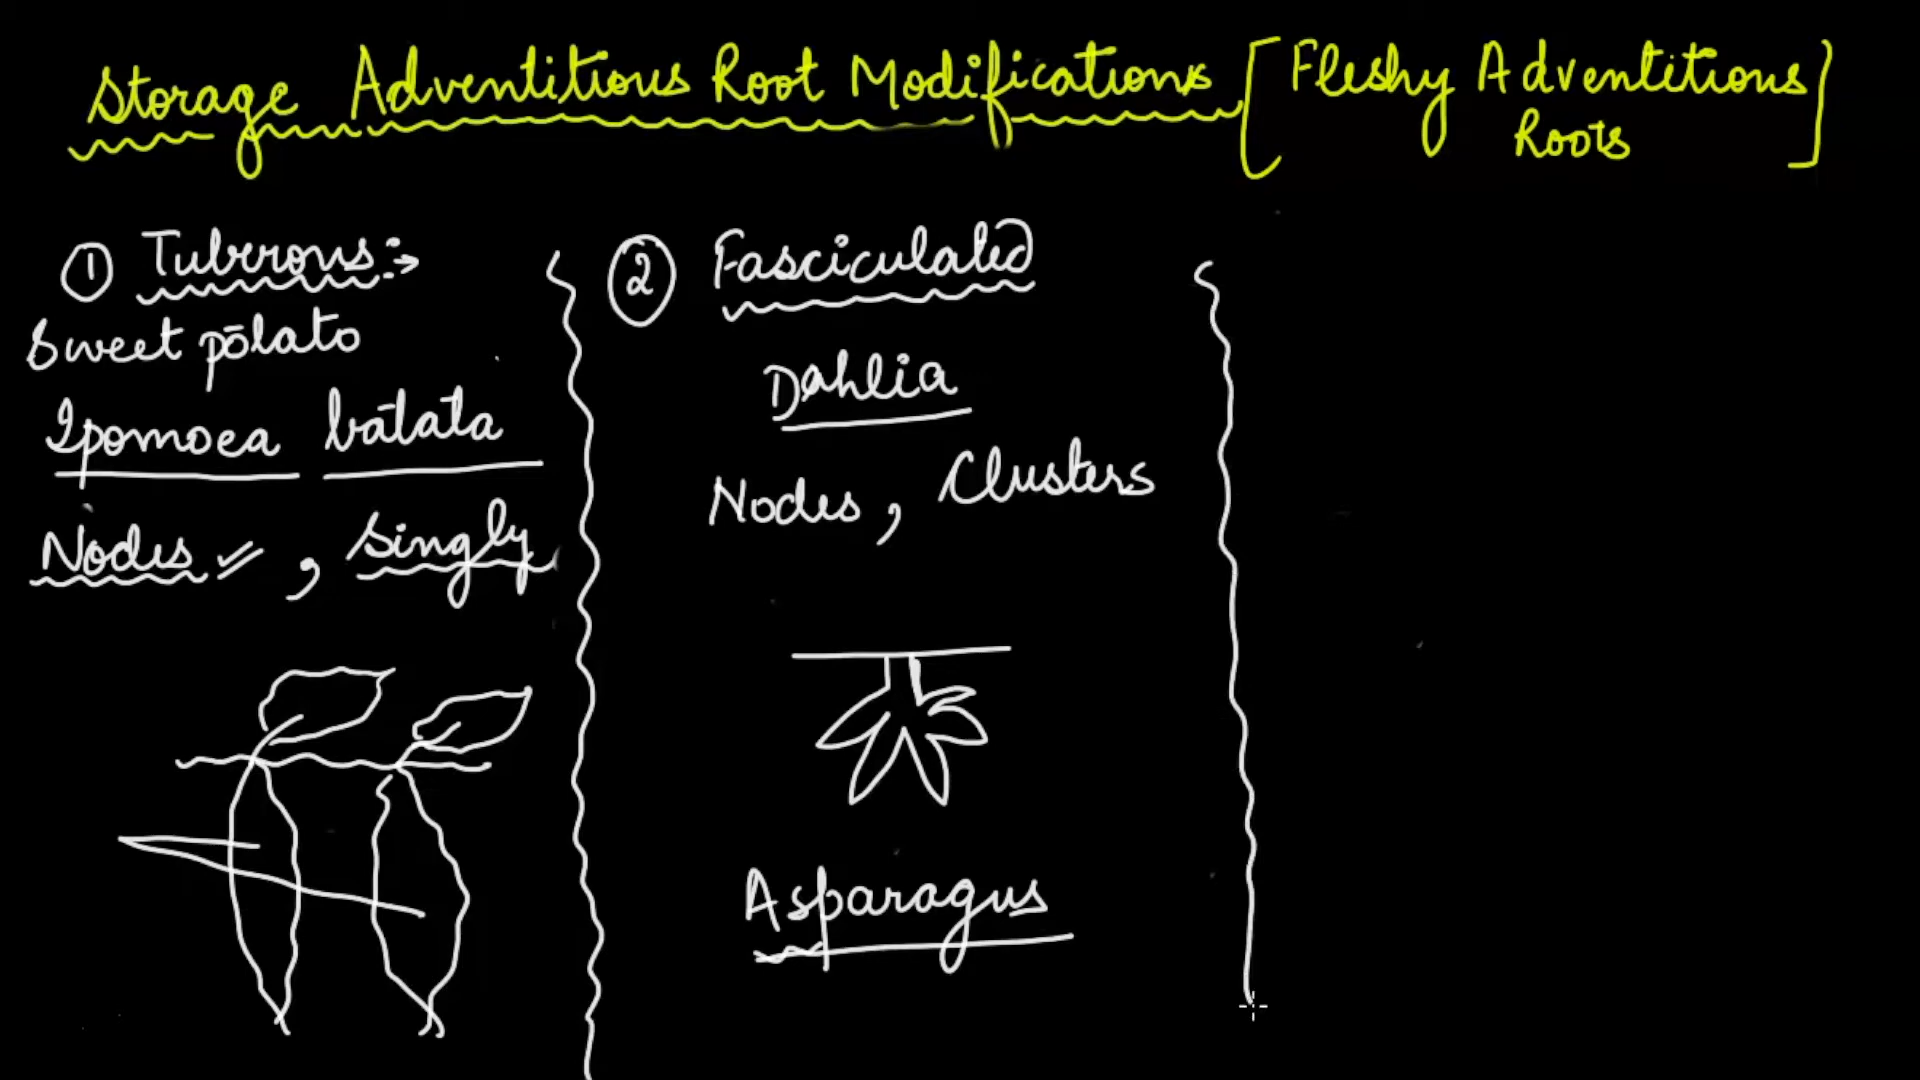 Storage Adventitious Root Modifications [Fleshy Adventitious
Roots]
① Tuberous :→
Sweet potato
Ipomoea batata
Nodes ✓, Singly
② Fasciculated
Dahlia
Nodes, Clusters
Asparagus